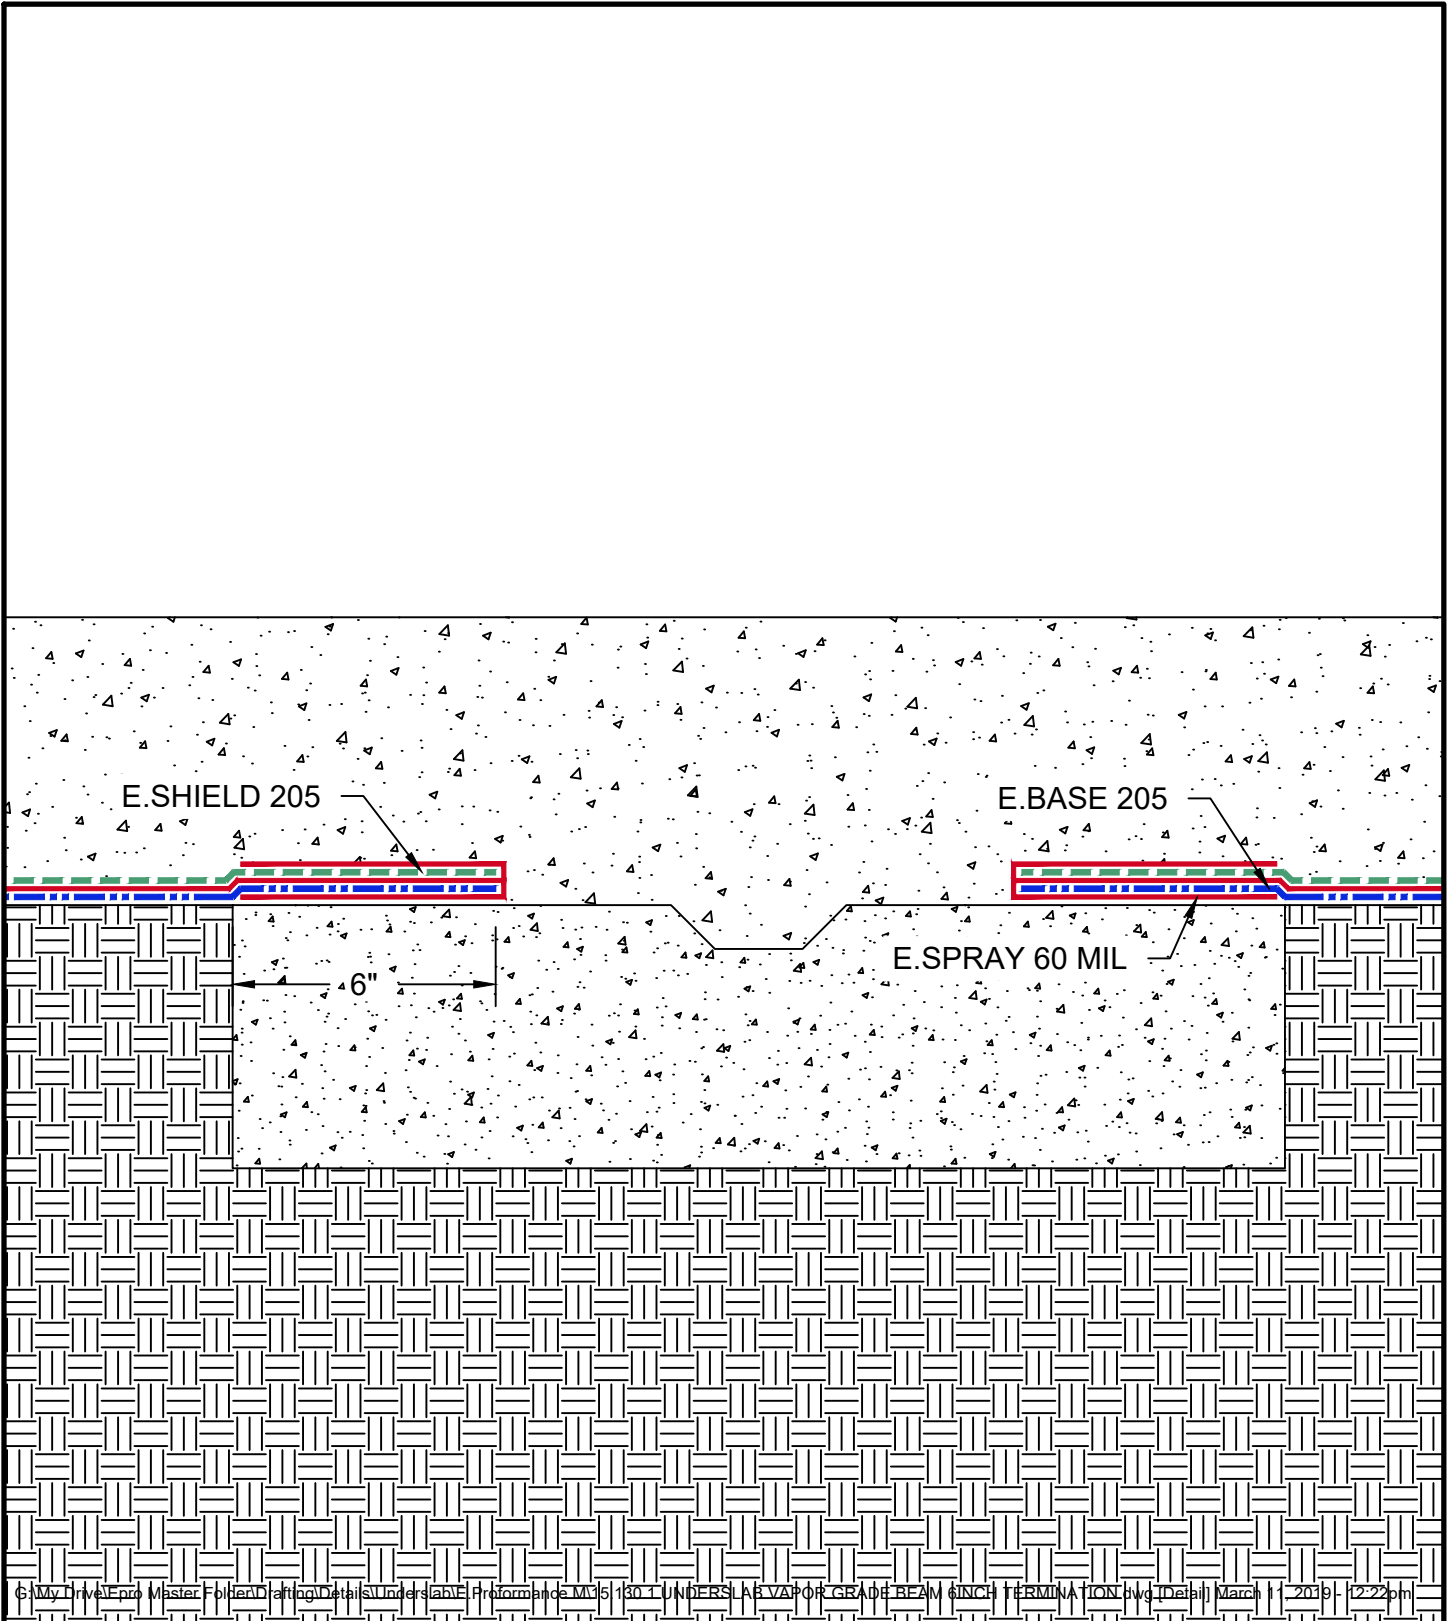 E.SHIELD 205
E.BASE 205
E.SPRAY 60 MIL
6"
G:\My Drive\Epro Master Folder\Drafting\Details\Underslab\E.Proformance M\15.130.1 UNDERSLAB VAPOR GRADE BEAM 6INCH TERMINATION.dwg [Detail] March 11, 2019 - 12:22pm